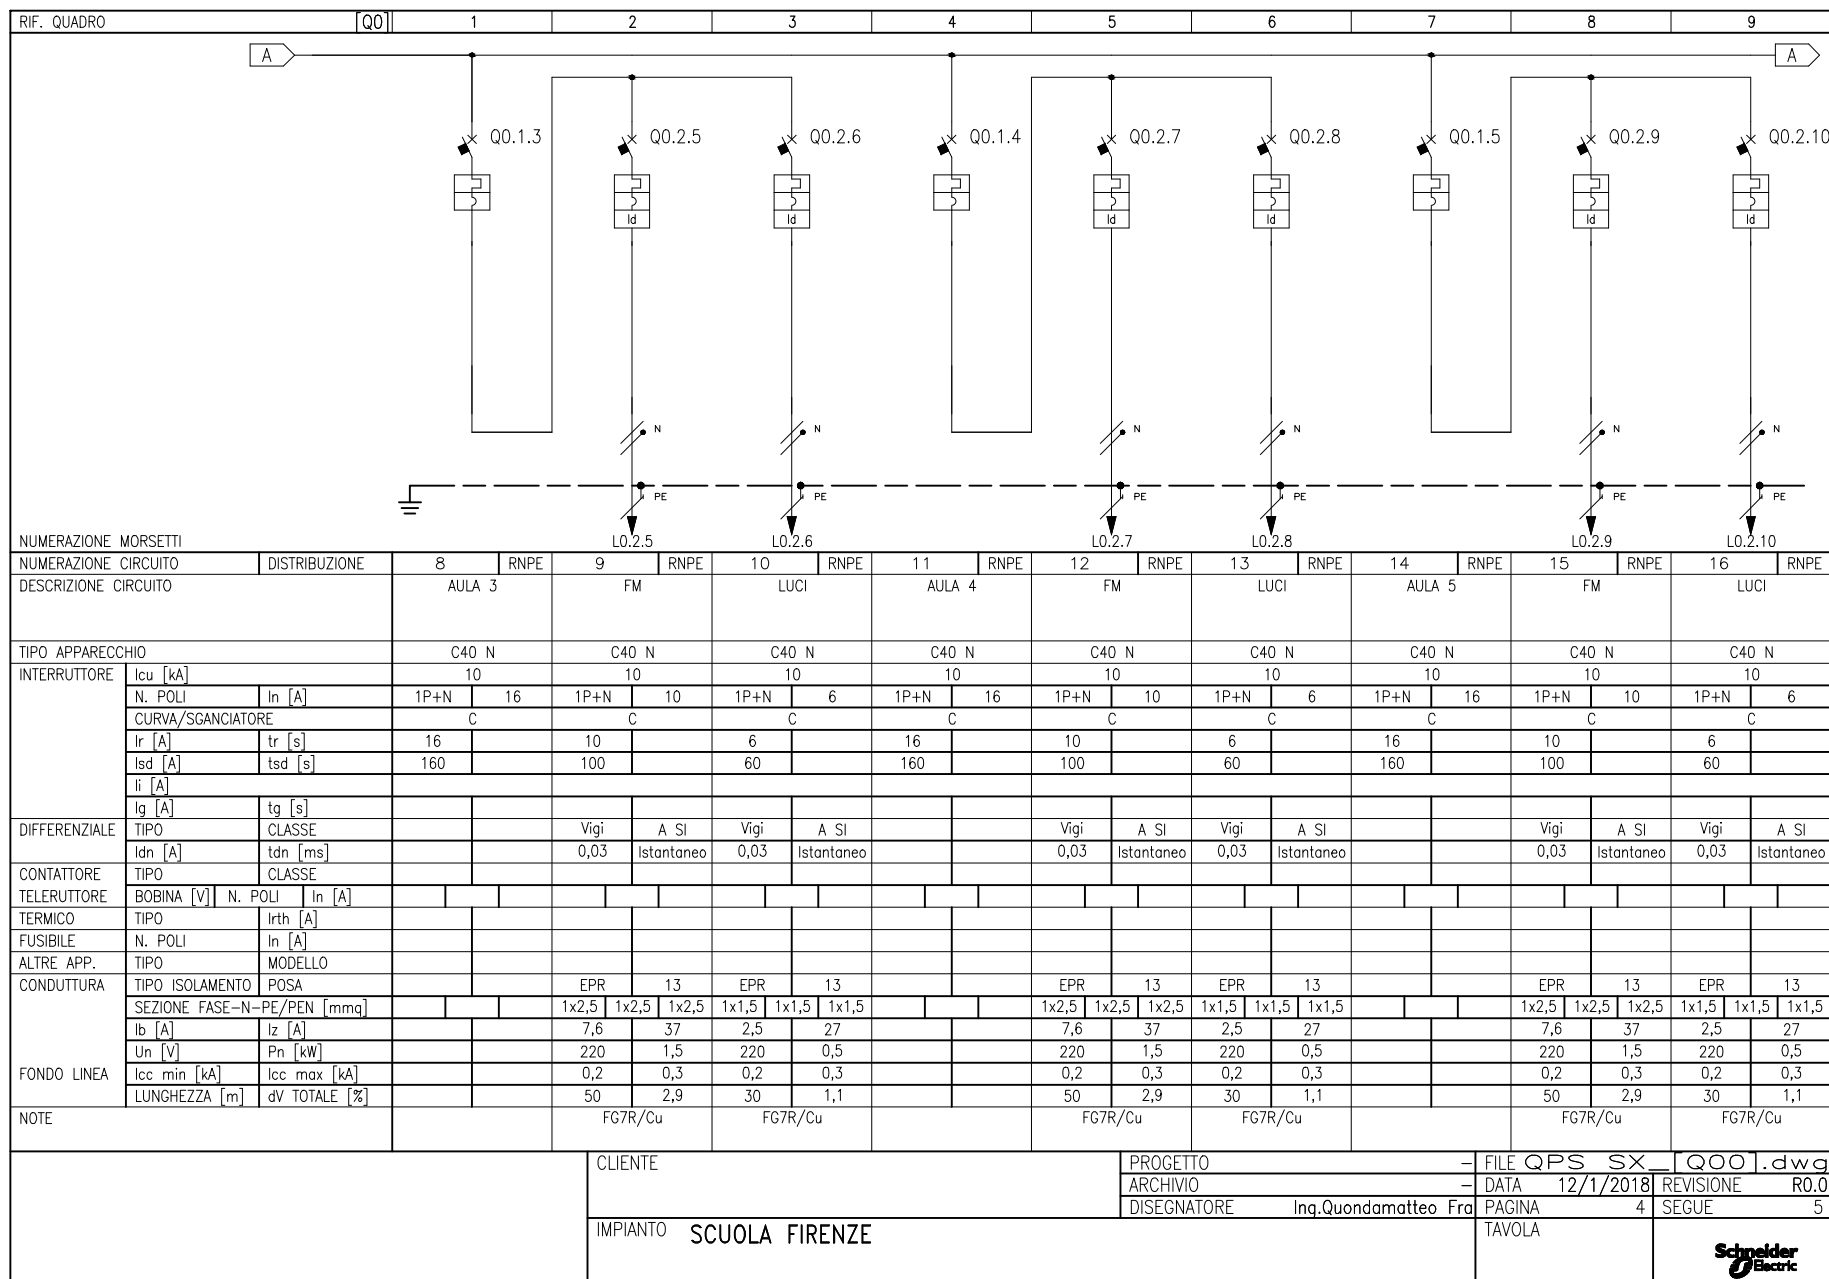 RIF. QUADRO [Q0] 1 2 3 4 5 6 7 8 9
A A
Q0.1.3 Q0.2.5 Q0.2.6 Q0.1.4 Q0.2.7 Q0.2.8 Q0.1.5 Q0.2.9 Q0.2.10
Id Id Id Id Id Id
N N N N N N
PE PE PE PE PE PE
NUMERAZIONE MORSETTI L0.2.5 L0.2.6 L0.2.7 L0.2.8 L0.2.9 L0.2.10
NUMERAZIONE CIRCUITO DISTRIBUZIONE 8 RNPE 9 RNPE 10 RNPE 11 RNPE 12 RNPE 13 RNPE 14 RNPE 15 RNPE 16 RNPE
DESCRIZIONE CIRCUITO AULA 3 FM LUCI AULA 4 FM LUCI AULA 5 FM LUCI
TIPO APPARECCHIO C40 N C40 N C40 N C40 N C40 N C40 N C40 N C40 N C40 N
INTERRUTTORE Icu [kA] 10 10 10 10 10 10 10 10 10
N. POLI In [A] 1P+N 16 1P+N 10 1P+N 6 1P+N 16 1P+N 10 1P+N 6 1P+N 16 1P+N 10 1P+N 6
CURVA/SGANCIATORE C C C C C C C C C
Ir [A] tr [s] 16 10 6 16 10 6 16 10 6
Isd [A] tsd [s] 160 100 60 160 100 60 160 100 60
Ii [A]
Ig [A] tg [s]
DIFFERENZIALE TIPO CLASSE Vigi A SI Vigi A SI Vigi A SI Vigi A SI Vigi A SI Vigi A SI
Idn [A] tdn [ms] 0,03 Istantaneo 0,03 Istantaneo 0,03 Istantaneo 0,03 Istantaneo 0,03 Istantaneo 0,03 Istantaneo
CONTATTORE TIPO CLASSE
TELERUTTORE BOBINA [V] N. POLI In [A]
TERMICO TIPO Irth [A]
FUSIBILE N. POLI In [A]
ALTRE APP. TIPO MODELLO
CONDUTTURA TIPO ISOLAMENTO POSA EPR 13 EPR 13 EPR 13 EPR 13 EPR 13 EPR 13
SEZIONE FASE-N-PE/PEN [mmq] 1x2,5 1x2,5 1x2,5 1x1,5 1x1,5 1x1,5 1x2,5 1x2,5 1x2,5 1x1,5 1x1,5 1x1,5 1x2,5 1x2,5 1x2,5 1x1,5 1x1,5 1x1,5
Ib [A] Iz [A] 7,6 37 2,5 27 7,6 37 2,5 27 7,6 37 2,5 27
Un [V] Pn [kW] 220 1,5 220 0,5 220 1,5 220 0,5 220 1,5 220 0,5
FONDO LINEA Icc min [kA] Icc max [kA] 0,2 0,3 0,2 0,3 0,2 0,3 0,2 0,3 0,2 0,3 0,2 0,3
LUNGHEZZA [m] dV TOTALE [%] 50 2,9 30 1,1 50 2,9 30 1,1 50 2,9 30 1,1
NOTE FG7R/Cu FG7R/Cu FG7R/Cu FG7R/Cu FG7R/Cu FG7R/Cu
CLIENTE PROGETTO - FILE QPS SX_[Q00].dwg
ARCHIVIO - DATA 12/1/2018 REVISIONE R0.0
DISEGNATORE Ing.Quondamatteo Fra PAGINA 4 SEGUE 5
IMPIANTO SCUOLA FIRENZE TAVOLA
Schneider
Electric